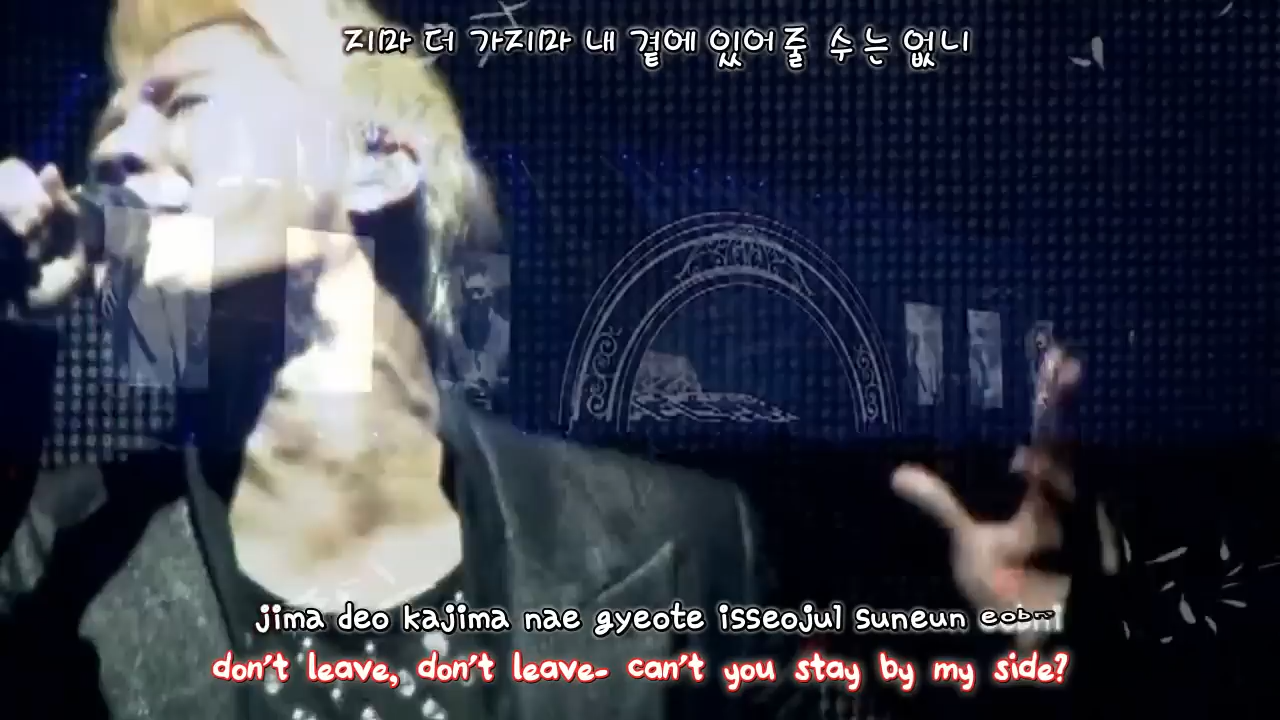 지마 더 가지마 내 곁에 있어줄 수는 없니
jima deo kajima nae gyeote isseojul suneun
don't leave, don't leave- can't you stay by my side?